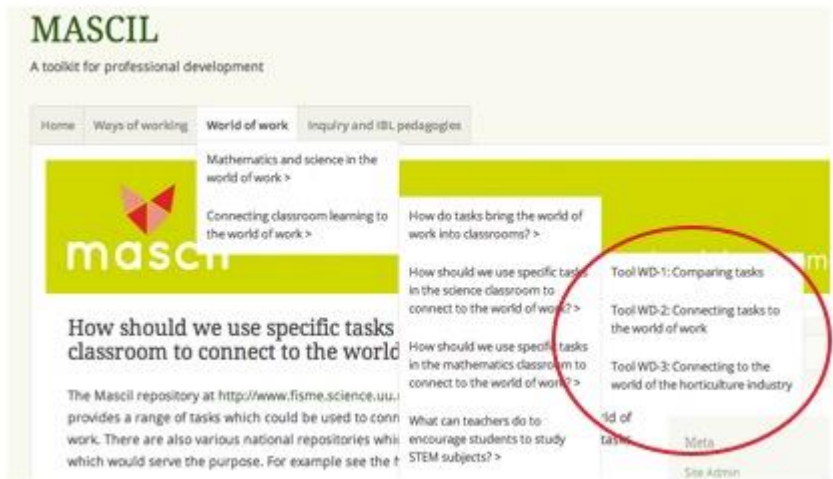 MASCIL
A toolkit for professional development
Home
Ways of working
World of work
Inquiry and IBL pedagogies
Mathematics and science in the
world of work >
Connecting classroom learning to
the world of work >
How do tasks bring the world of
work into classrooms? >
How should we use specific tasks
in the science classroom to
connect to the world of work? >
How should we use specific tasks
in the mathematics classroom to
connect to the world of work? >
What can teachers do to
encourage students to study
STEM subjects? >
Tool WD-1: Comparing tasks
Tool WD-2: Connecting tasks to
the world of work
Tool WD-3: Connecting to the
world of the horticulture industry
mascil
How should we use specific tasks
classroom to connect to the world
The Mascil repository at http://www.fisme.science.uu.
provides a range of tasks which could be used to conn
work. There are also various national repositories whi
which would serve the purpose. For example see the
Meta
Site Admin